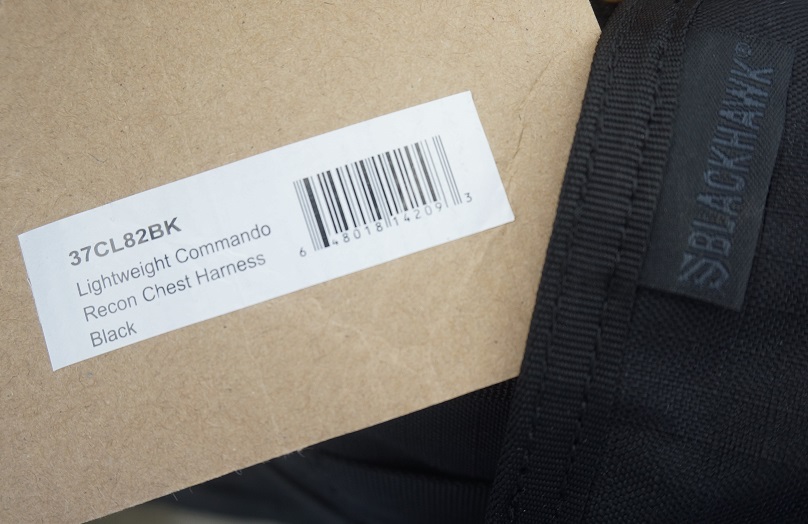 37CL82BK
Lightweight Commando
Recon Chest Harness
Black
6 48018 14209 3
BLACKHAWK®